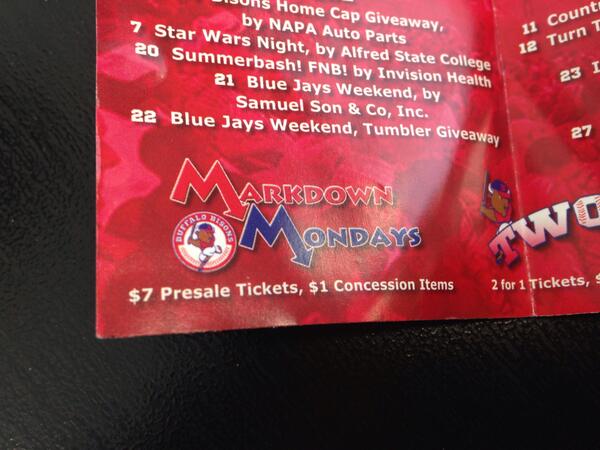 Bisons Home Cap Giveaway,
by NAPA Auto Parts
7 Star Wars Night, by Alfred State College
20 Summerbash! FNB! by Invision Health
21 Blue Jays Weekend, by
Samuel Son & Co, Inc.
22 Blue Jays Weekend, Tumbler Giveaway
MARKDOWN
MONDAYS
BUFFALO BISONS
$7 Presale Tickets, $1 Concession Items
11
12 Turn
23
27
TWO
2 for 1 Tickets,